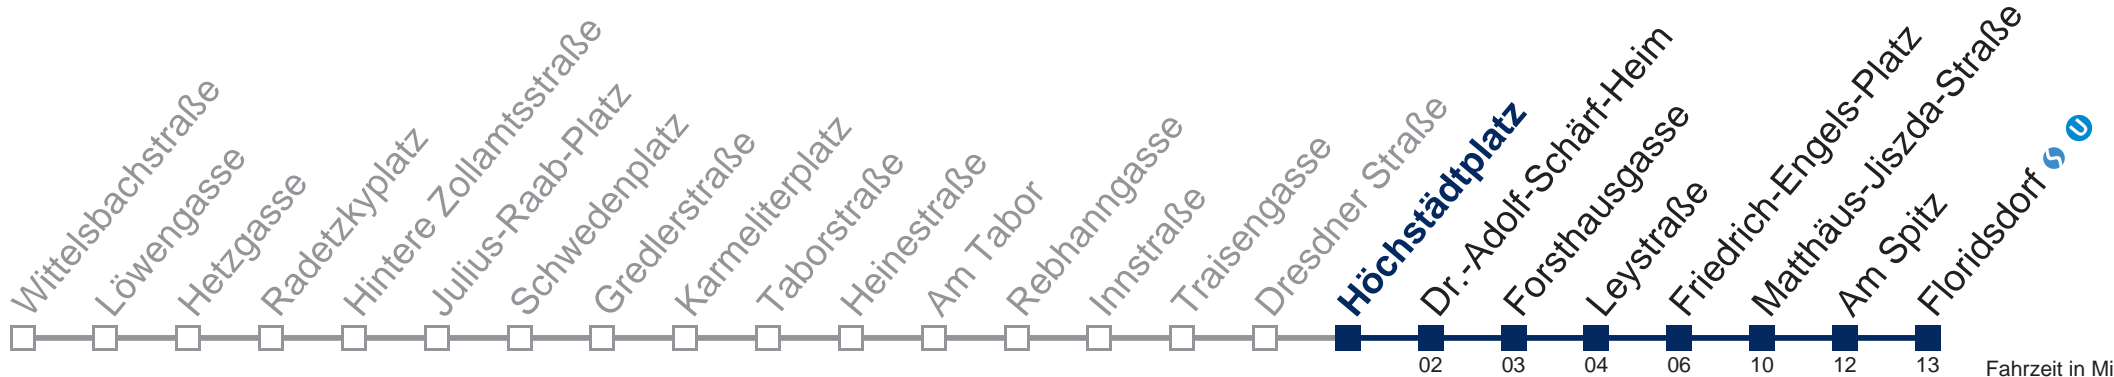 Wittelsbachstraße
Löwengasse
Hetzgasse
Radetzkyplatz
Hintere Zollamtsstraße
Julius-Raab-Platz
Schwedenplatz
Gredlerstraße
Karmeliterplatz
Taborstraße
Heinestraße
Am Tabor
Rebhanngasse
Innstraße
Traisengasse
Dresdner Straße
Höchstädtplatz
Dr.-Adolf-Schärf-Heim
Forsthausgasse
Leystraße
Friedrich-Engels-Platz
Matthäus-Jiszda-Straße
Am Spitz
Floridsdorf S U
02 03 04 06 10 12 13
Fahrzeit in Mi